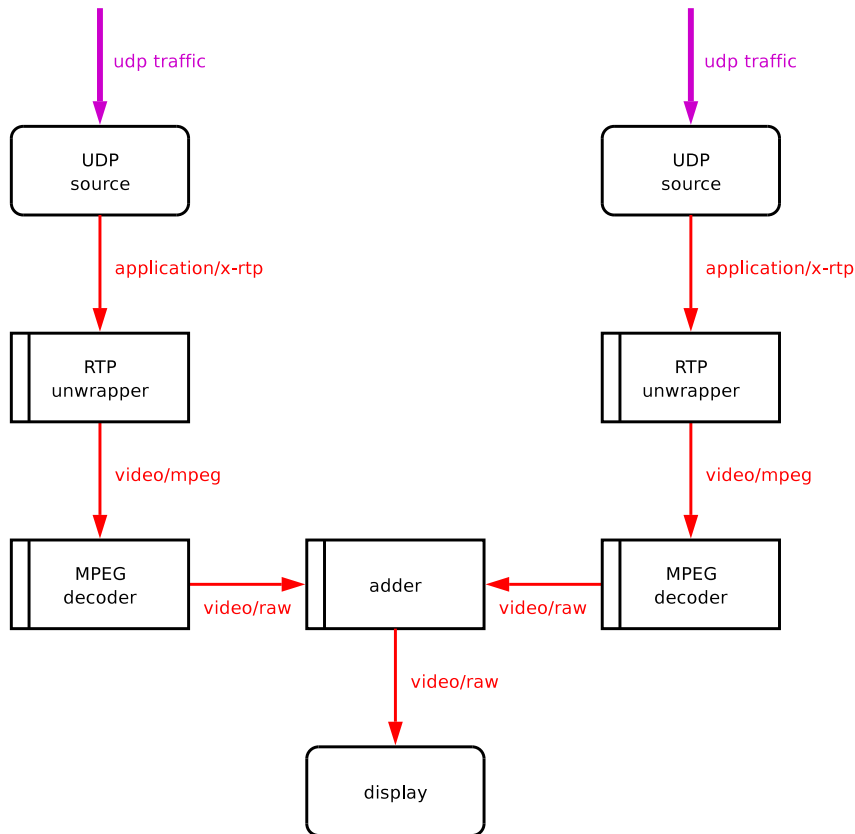 udp traffic
udp traffic
UDP
source
UDP
source
application/x-rtp
application/x-rtp
RTP
unwrapper
RTP
unwrapper
video/mpeg
video/mpeg
MPEG
decoder
adder
MPEG
decoder
video/raw
video/raw
video/raw
display